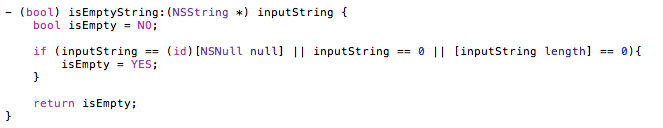 - (bool) isEmptyString:(NSString *) inputString {
    bool isEmpty = NO;
    if (inputString == (id)[NSNull null] || inputString == 0 || [inputString length] == 0){
        isEmpty = YES;
    }
    return isEmpty;
}